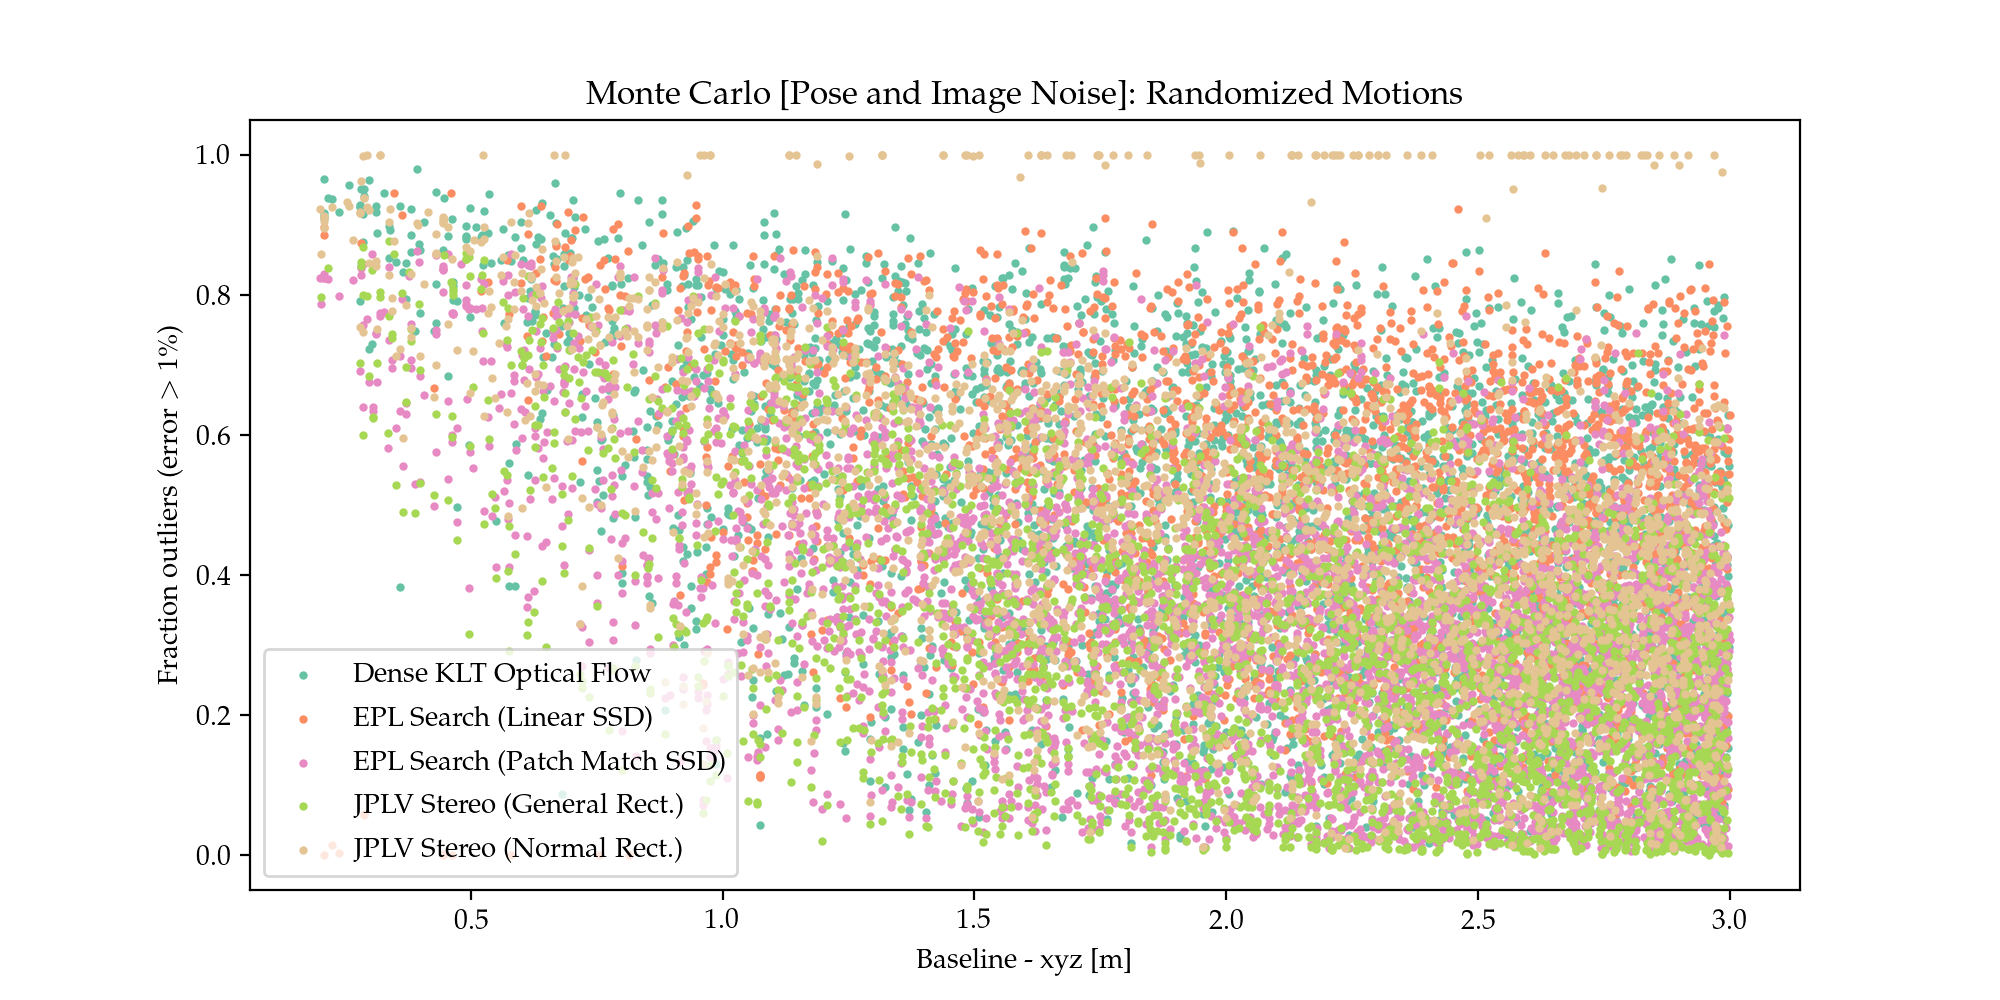 Monte Carlo [Pose and Image Noise]: Randomized Motions
Fraction outliers (error > 1%)
1.0
0.8
0.6
0.4
0.2
0.0
Dense KLT Optical Flow
EPL Search (Linear SSD)
EPL Search (Patch Match SSD)
JPLV Stereo (General Rect.)
JPLV Stereo (Normal Rect.)
0.5 1.0 1.5 2.0 2.5 3.0
Baseline - xyz [m]